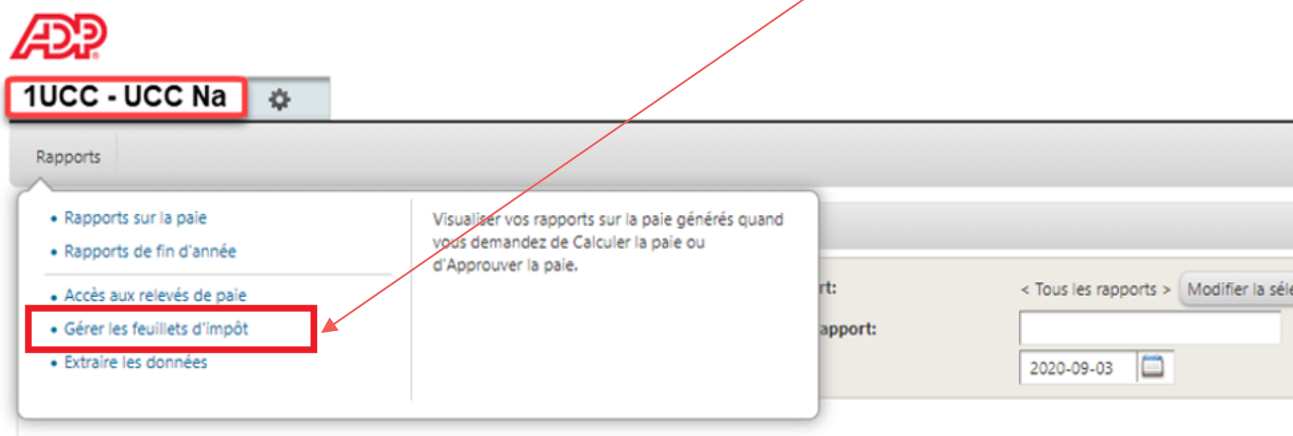 ADP
1UCC - UCC Na
Rapports
• Rapports sur la paie
• Rapports de fin d'année
• Accès aux relevés de paie
• Gérer les feuillets d'impôt
• Extraire les données
Visualiser vos rapports sur la paie générés quand
vous demandez de Calculer la paie ou
d'Approuver la paie.
rt:
< Tous les rapports > Modifier la séle
apport:
2020-09-03